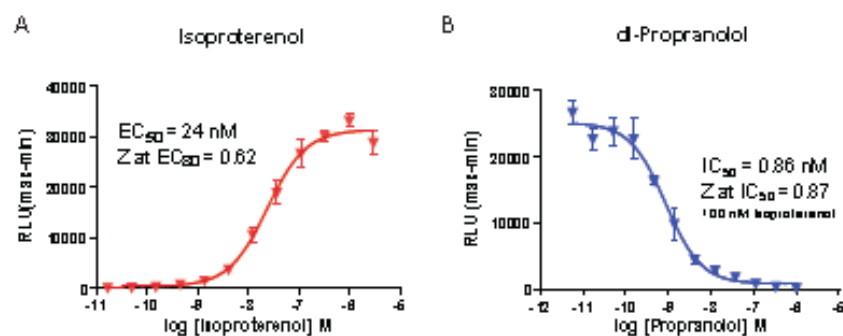 A
Isoproterenol
40000
30000
20000
10000
0
RLU(max-min)
EC50 = 24 nM
Z at EC80 = 0.62
-11 -10 -9 -8 -7 -6 -5
log [Isoproterenol] M
B
dl-Propranolol
30000
20000
10000
0
RLU (max-min)
IC50 = 0.86 nM
Z at IC50 = 0.87
100 nM Isoproterenol
-12 -11 -10 -9 -8 -7 -6 -5
log [Propranolol] M